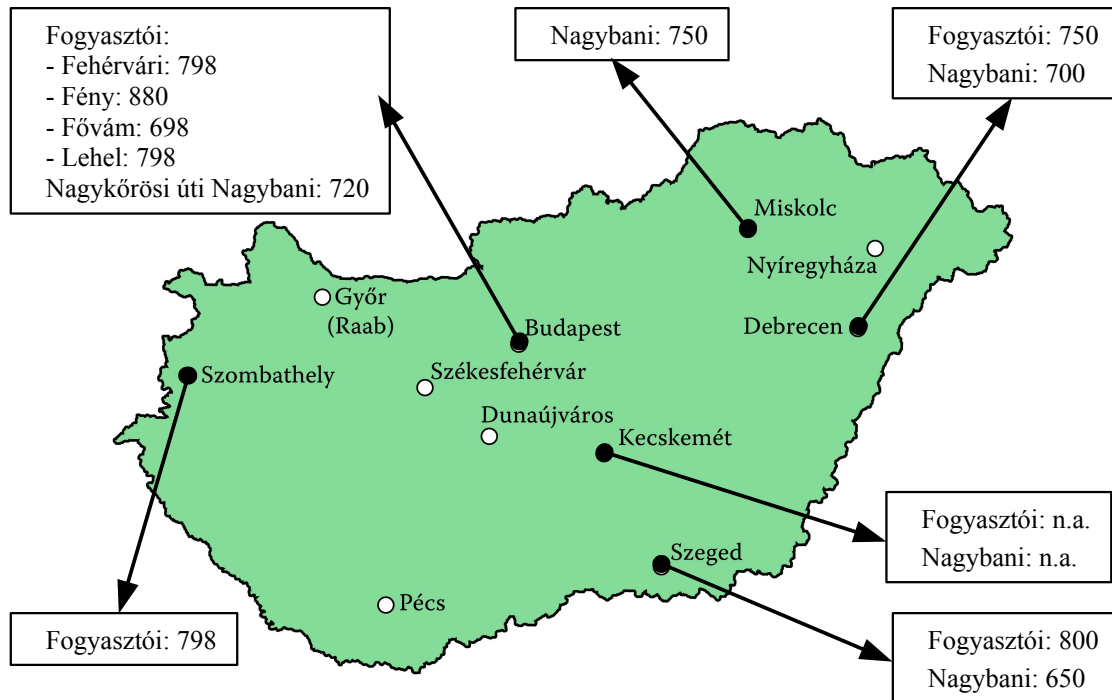 Fogyasztói:
- Fehérvári: 798
- Fény: 880
- Fővám: 698
- Lehel: 798
Nagykőrösi úti Nagybani: 720
Nagybani: 750
Fogyasztói: 750
Nagybani: 700
Miskolc
Nyíregyháza
Győr
(Raab)
Budapest
Debrecen
Szombathely
Székesfehérvár
Dunaújváros
Kecskemét
Fogyasztói: n.a.
Nagybani: n.a.
Szeged
Pécs
Fogyasztói: 798
Fogyasztói: 800
Nagybani: 650